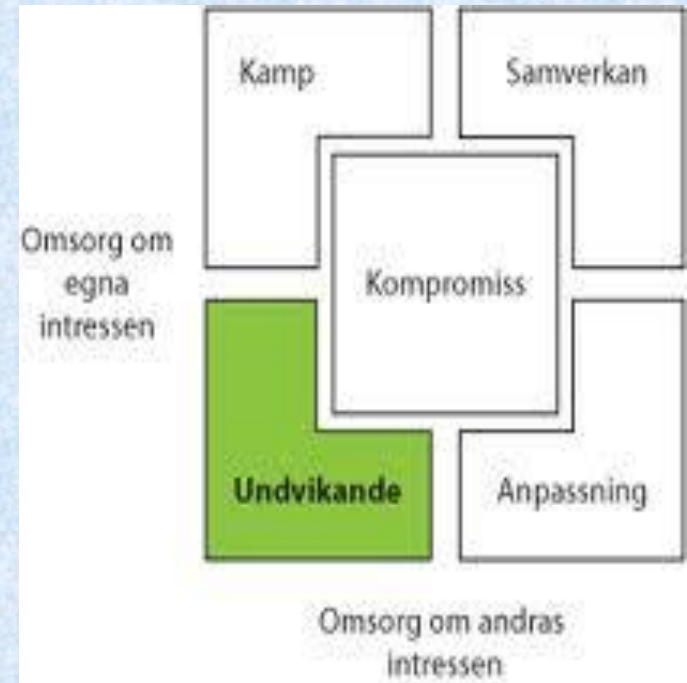 Kamp
Samverkan
Omsorg om
egna
intressen
Kompromiss
Undvikande
Anpassning
Omsorg om andras
intressen